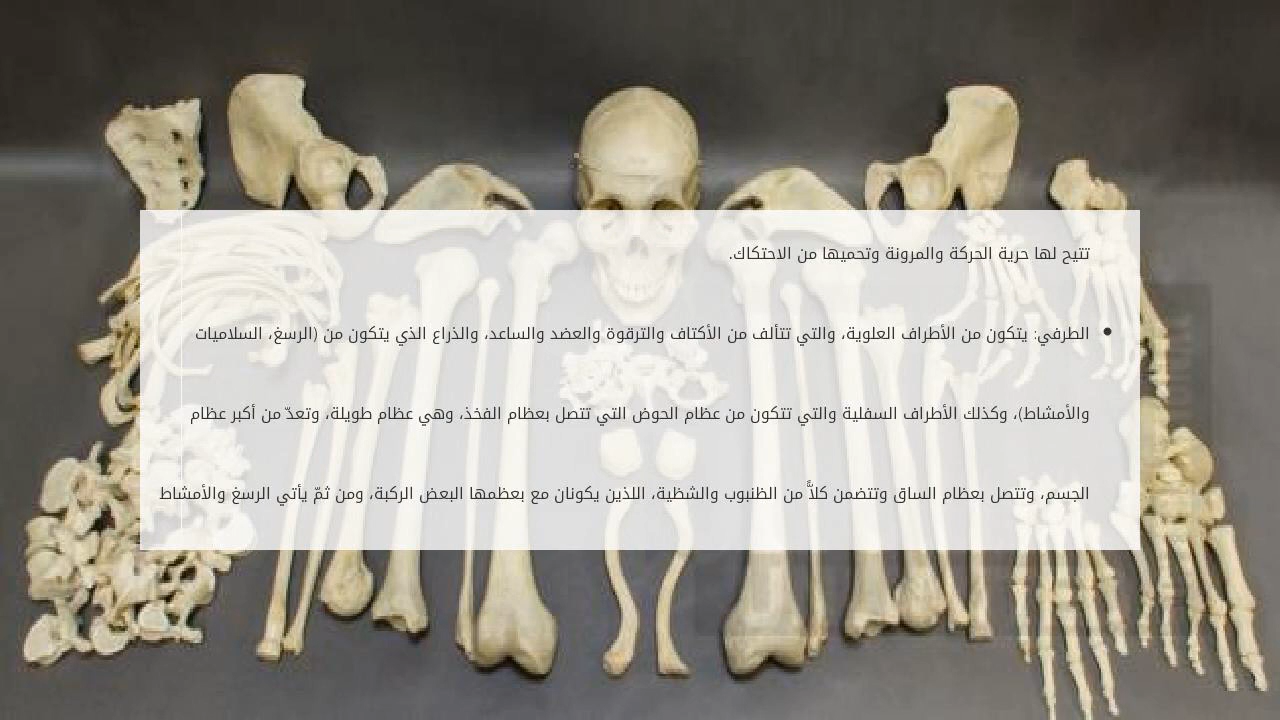 تتيح لها حرية الحركة والمرونة وتحميها من الاحتكاك.
• الطرفي: يتكون من الأطراف العلوية، والتي تتألف من الأكتاف والترقوة والعضد والساعد، والذراع الذي يتكون من (الرسغ، السلاميات
والأمشاط)، وكذلك الأطراف السفلية والتي تتكون من عظام الحوض التي تتصل بعظام الفخذ، وهي عظام طويلة، وتعدّ من أكبر عظام
الجسم، وتتصل بعظام الساق وتتضمن كلاًّ من الظنبوب والشظية، اللذين يكونان مع بعظمها البعض الركبة، ومن ثمّ يأتي الرسغ والأمشاط